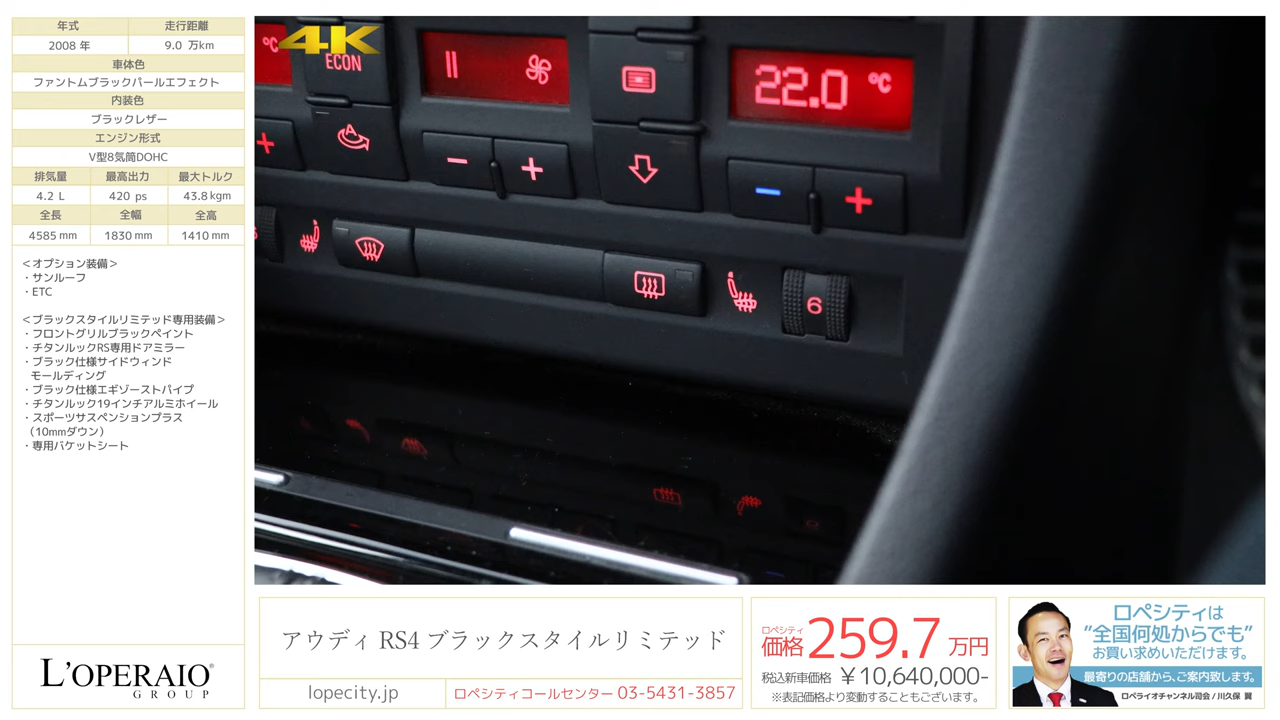 年式 走行距離
2008 年 9.0 万km
車体色
ファントムブラックパールエフェクト
内装色
ブラックレザー
エンジン形式
V型8気筒DOHC
排気量 最高出力 最大トルク
4.2 L 420 ps 43.8 kgm
全長 全幅 全高
4585 mm 1830 mm 1410 mm
＜オプション装備＞
・サンルーフ
・ETC
＜ブラックスタイルリミテッド専用装備＞
・フロントグリルブラックペイント
・チタンルックRS専用ドアミラー
・ブラック仕様サイドウィンド
モールディング
・ブラック仕様エギゾーストパイプ
・チタンルック19インチアルミホイール
・スポーツサスペンションプラス
（10mmダウン）
・専用バケットシート
L'OPERAIO®
GROUP
4K
°C
ECON
A
22.0 °C
6
アウディ RS4 ブラックスタイルリミテッド
lopecity.jp
ロペシティコールセンター 03-5431-3857
ロペシティ
価格 259.7 万円
税込新車価格 ￥10,640,000-
※表記価格より変動することもございます。
ロペシティは
”全国何処からでも”
お買い求めいただけます。
最寄りの店舗から、ご案内致します。
ロペライオチャンネル司会 / 川久保 翼